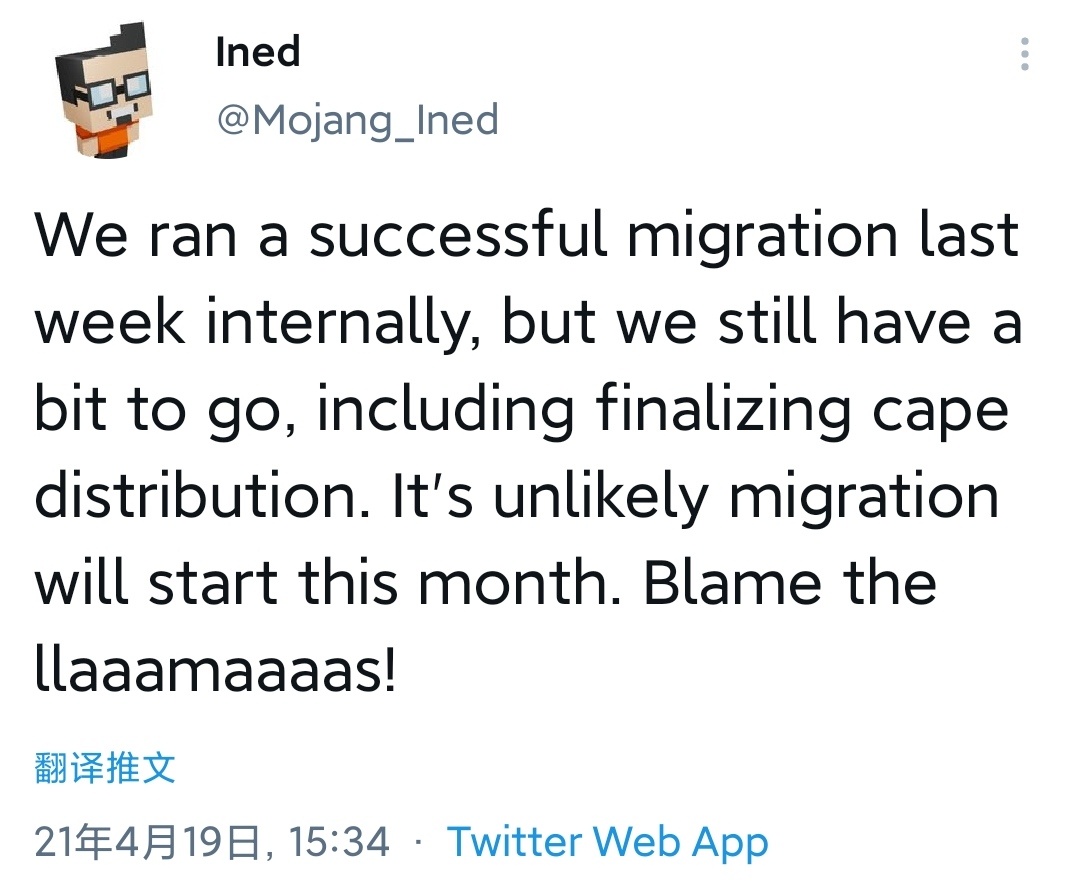 Ined
@Mojang_Ined
We ran a successful migration last
week internally, but we still have a
bit to go, including finalizing cape
distribution. It's unlikely migration
will start this month. Blame the
llaaamaaaas!
翻译推文
21年4月19日, 15:34 · Twitter Web App